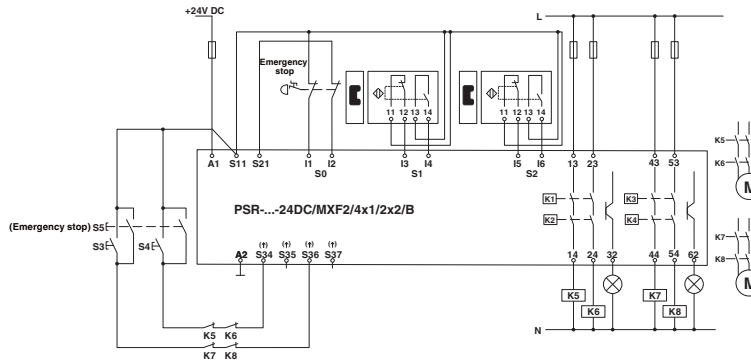 +24V DC
L
Emergency
stop
K5
K6
M
11 12 13 14
11 12 13 14
A1 S11 S21 I1 I2 I3 I4 I5 I6 13 23 43 53
S0 S1 S2
K1
K2
K3
K4
PSR-...-24DC/MXF2/4x1/2x2/B
(Emergency stop) S5
S3
S4
K7
K8
M
(↑) (↑) (↑) (↑)
A2 S34 S35 S36 S37 14 24 32 44 54 62
K5
K6
K7
K8
K5 K6
K7 K8
N